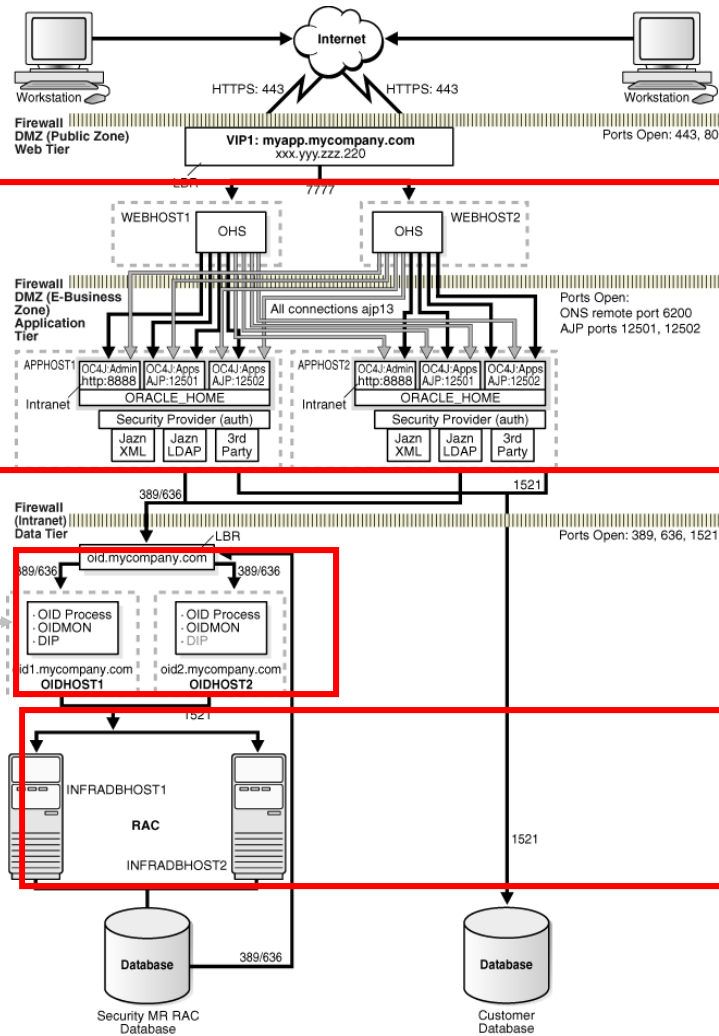 Internet
Workstation
Workstation
HTTPS: 443
HTTPS: 443
Firewall
DMZ (Public Zone)
Web Tier
Ports Open: 443, 80
VIP1: myapp.mycompany.com
xxx.yyy.zzz.220
LBR
7777
WEBHOST1
OHS
OHS
WEBHOST2
Firewall
DMZ (E-Business
Zone)
Application
Tier
All connections ajp13
Ports Open:
ONS remote port 6200
AJP ports 12501, 12502
APPHOST1
OC4J:Admin
http:8888
OC4J:Apps
AJP:12501
OC4J:Apps
AJP:12502
Intranet
ORACLE_HOME
Security Provider (auth)
Jazn
XML
Jazn
LDAP
3rd
Party
APPHOST2
OC4J:Admin
http:8888
OC4J:Apps
AJP:12501
OC4J:Apps
AJP:12502
Intranet
ORACLE_HOME
Security Provider (auth)
Jazn
XML
Jazn
LDAP
3rd
Party
389/636
1521
Firewall
(Intranet)
Data Tier
Ports Open: 389, 636, 1521
LBR
oid.mycompany.com
389/636
389/636
· OID Process
· OIDMON
· DIP
· OID Process
· OIDMON
· DIP
oid1.mycompany.com
OIDHOST1
oid2.mycompany.com
OIDHOST2
1521
INFRADBHOST1
RAC
INFRADBHOST2
1521
389/636
Database
Security MR RAC
Database
Database
Customer
Database